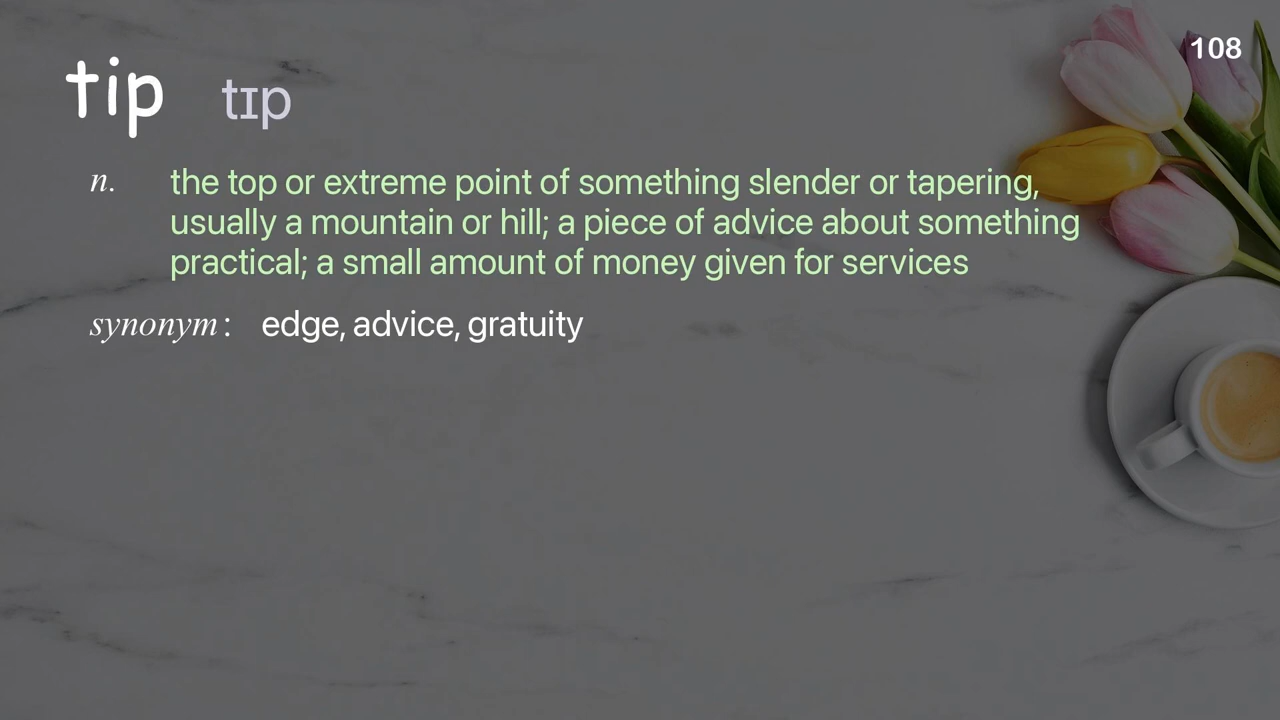 108
tip tɪp
n. the top or extreme point of something slender or tapering,
usually a mountain or hill; a piece of advice about something
practical; a small amount of money given for services
synonym: edge, advice, gratuity